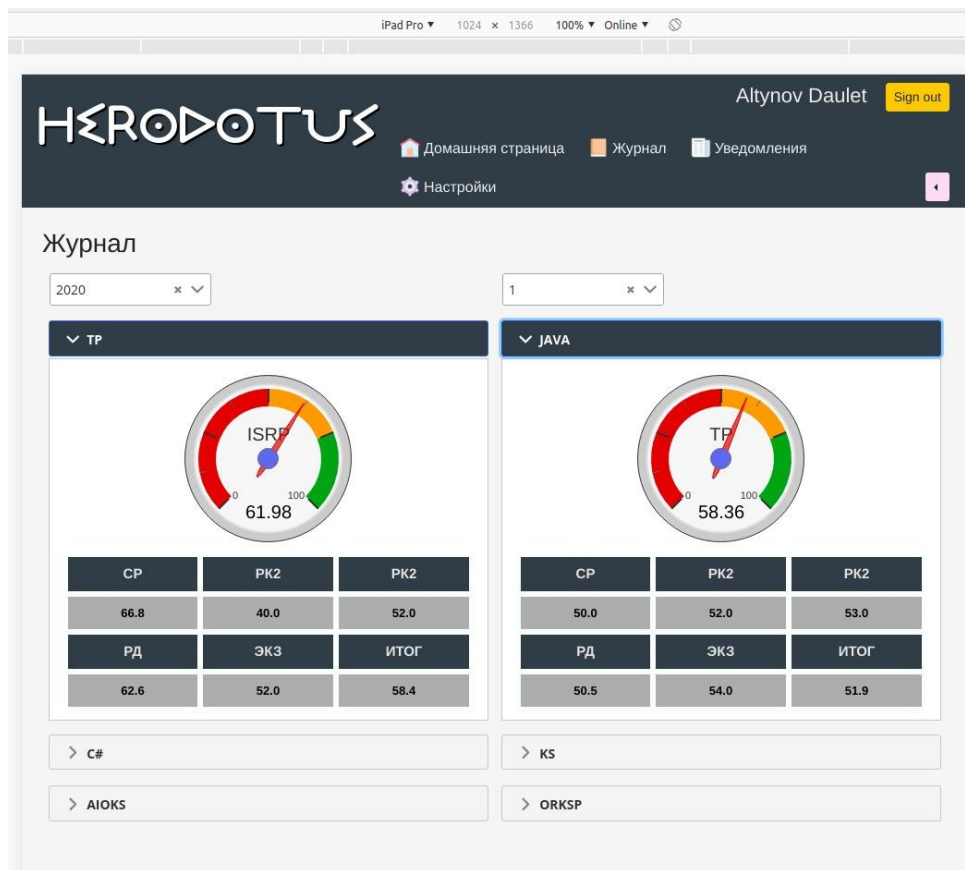 iPad Pro ▼ 1024 × 1366 100% ▼ Online ▼
HERODOTUS
Altynov Daulet Sign out
Домашняя страница Журнал Уведомления
Настройки
Журнал
2020 1
TP
JAVA
ISRP
0 100
61.98
TP
0 100
58.36
СР РК2 РК2
66.8 40.0 52.0
РД ЭКЗ ИТОГ
62.6 52.0 58.4
СР РК2 РК2
50.0 52.0 53.0
РД ЭКЗ ИТОГ
50.5 54.0 51.9
C# KS
AIOKS ORKSP